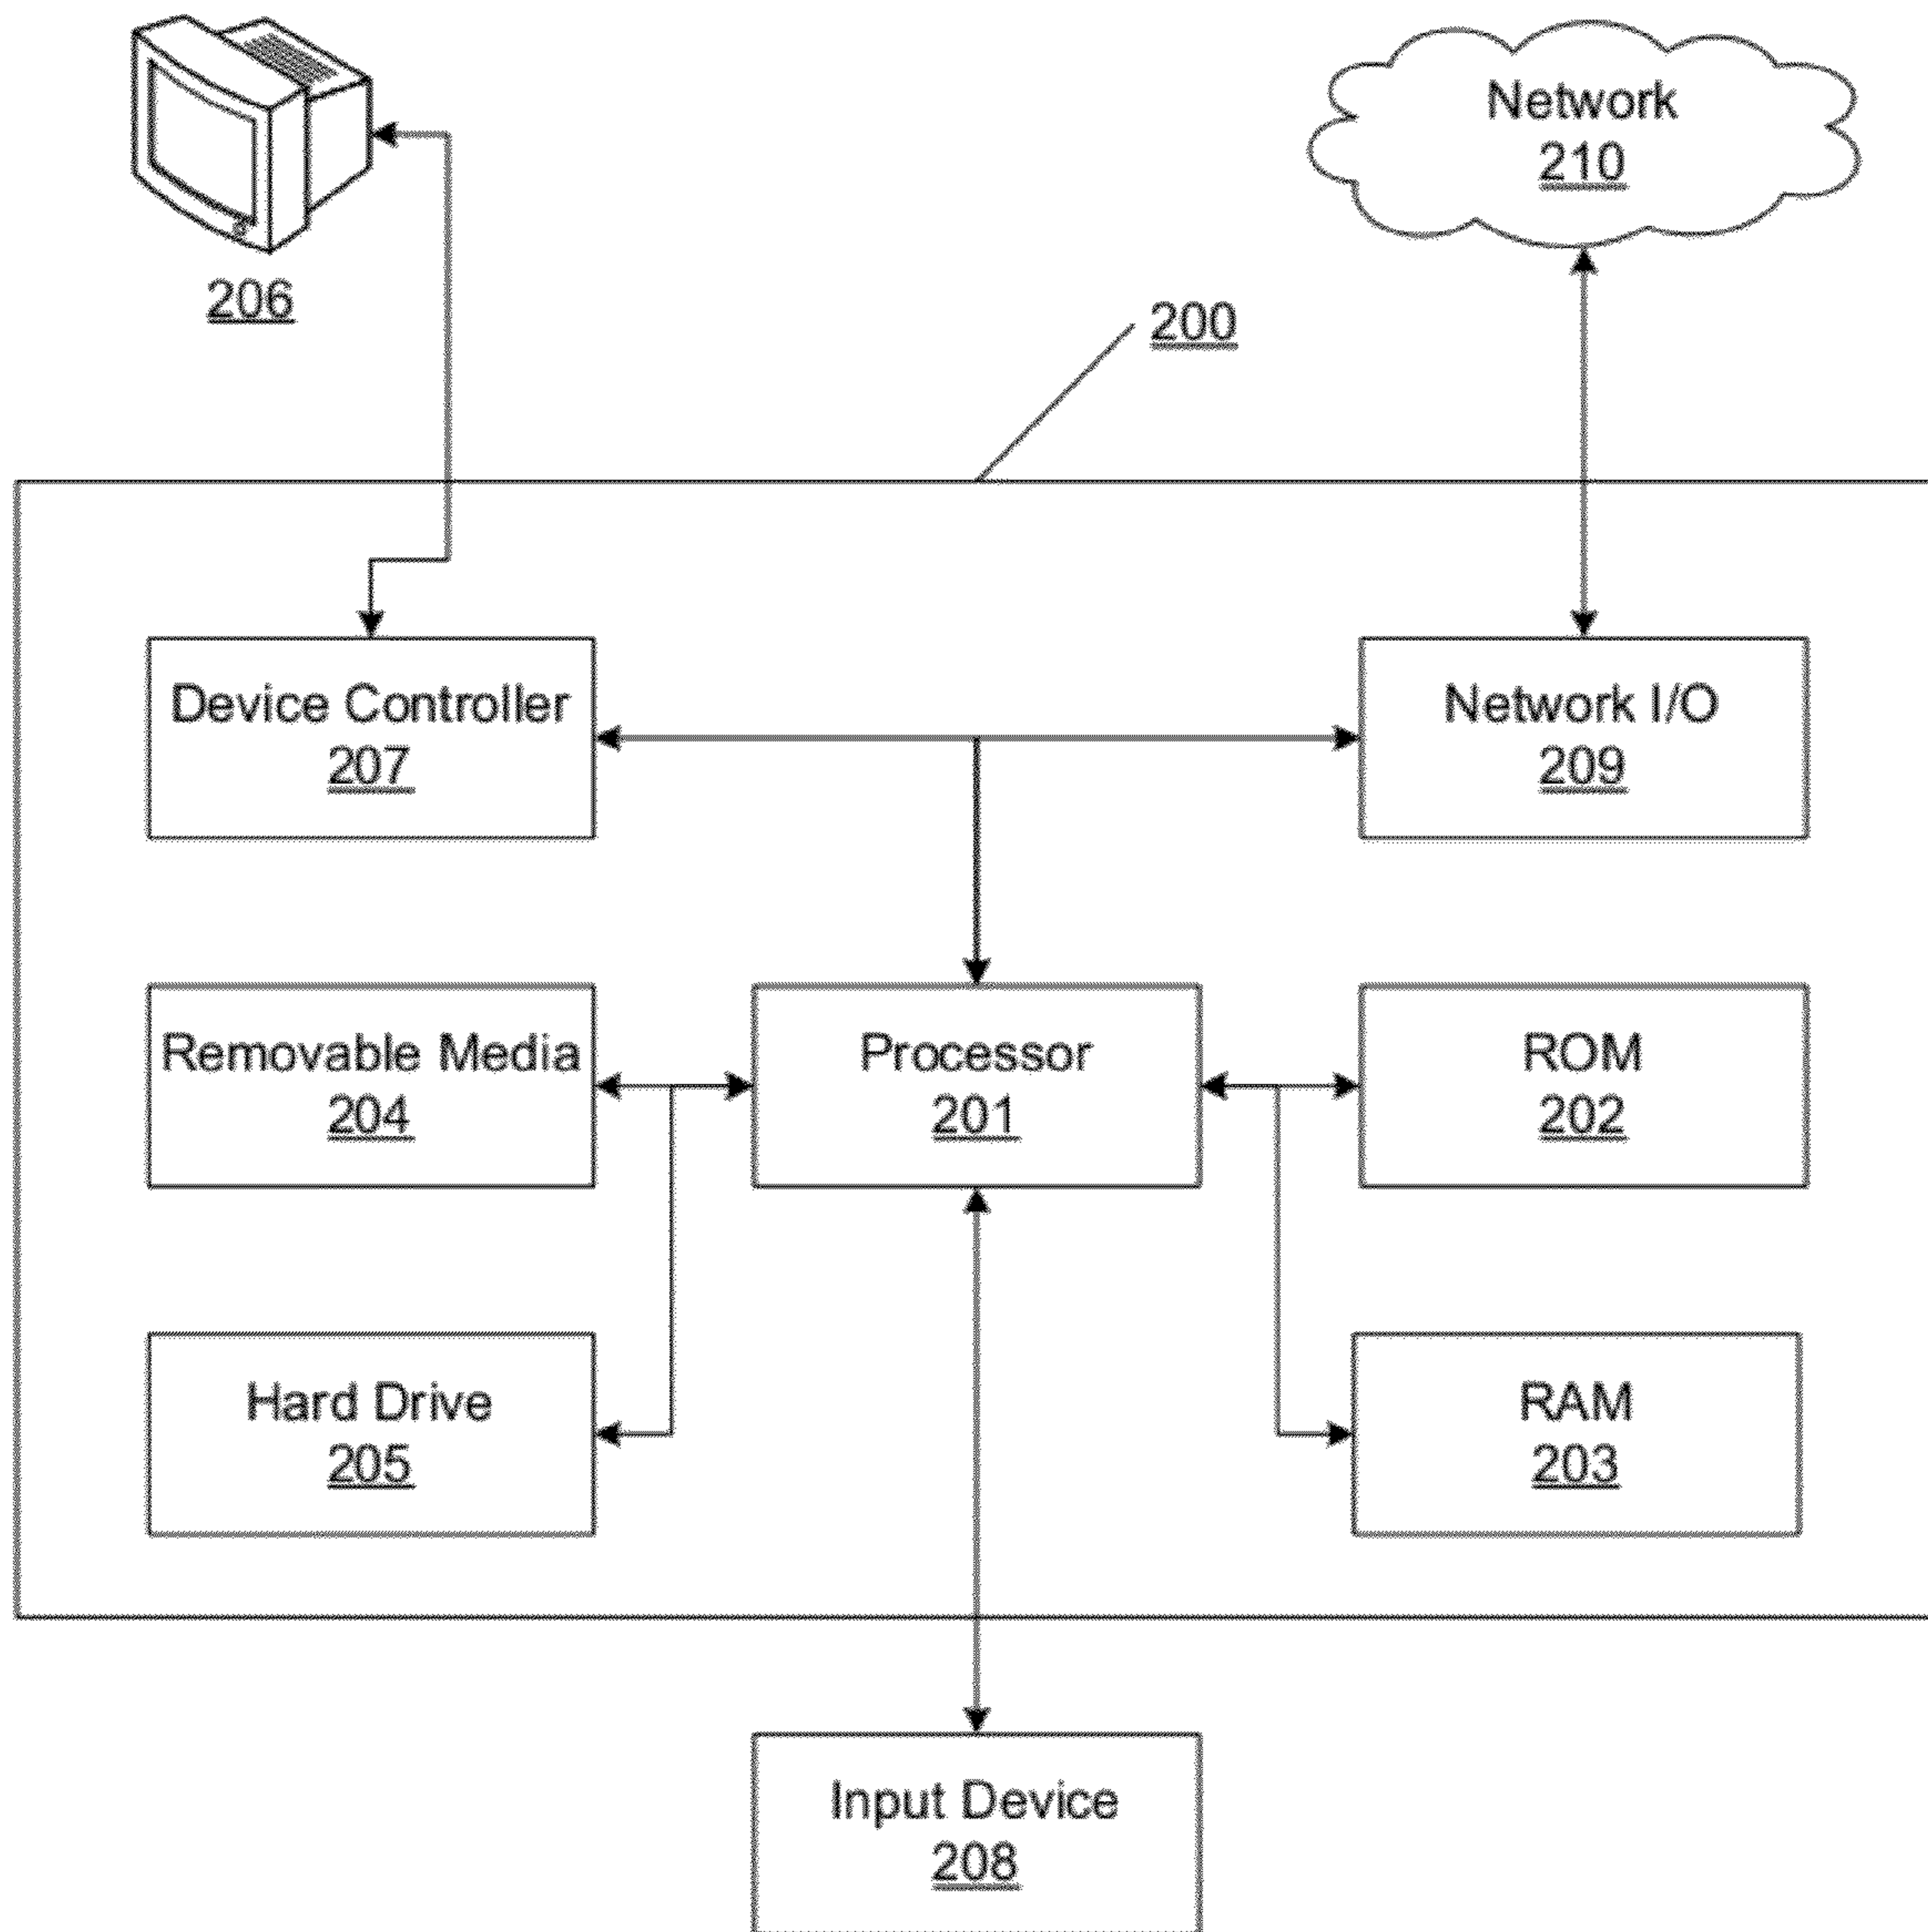 Network
210
206
200
Device Controller
207
Network I/O
209
Removable Media
204
Processor
201
ROM
202
Hard Drive
205
RAM
203
Input Device
208